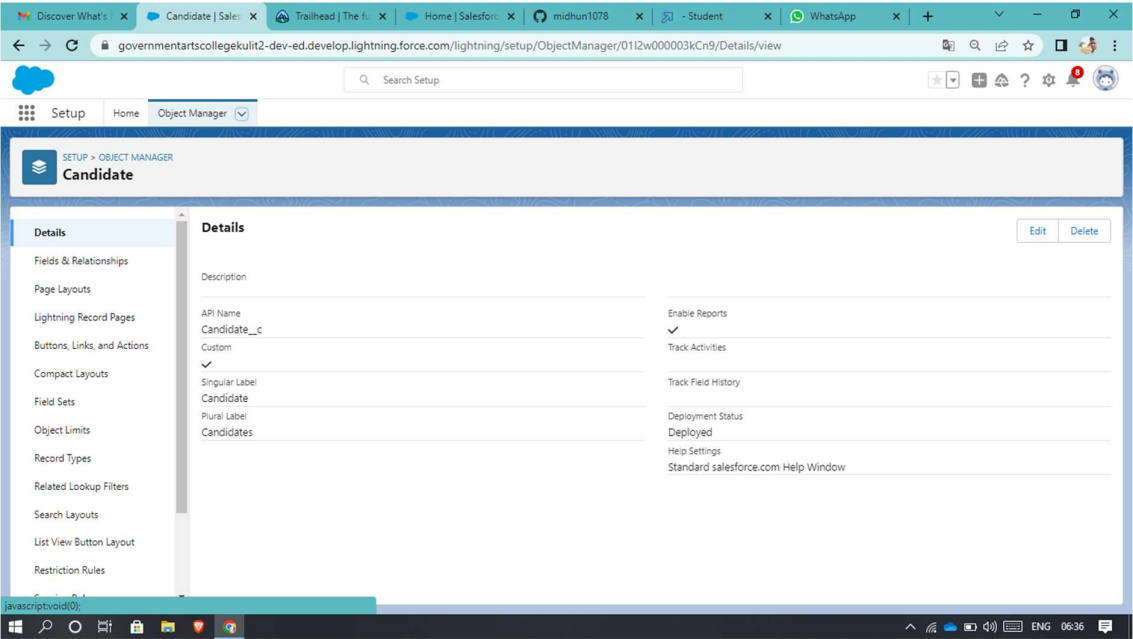 Discover What's
Candidate | Sales
Trailhead | The fu
Home | Salesforc
midhun1078
- Student
WhatsApp
governmentartscollegekulit2-dev-ed.develop.lightning.force.com/lightning/setup/ObjectManager/01I2w000003kCn9/Details/view
Search Setup
8
Setup
Home
Object Manager
SETUP > OBJECT MANAGER
Candidate
Details
Fields & Relationships
Page Layouts
Lightning Record Pages
Buttons, Links, and Actions
Compact Layouts
Field Sets
Object Limits
Record Types
Related Lookup Filters
Search Layouts
List View Button Layout
Restriction Rules
Details
Edit
Delete
Description
API Name
Candidate__c
Custom
Singular Label
Candidate
Plural Label
Candidates
Enable Reports
Track Activities
Track Field History
Deployment Status
Deployed
Help Settings
Standard salesforce.com Help Window
javascript:void(0);
ENG
06:36